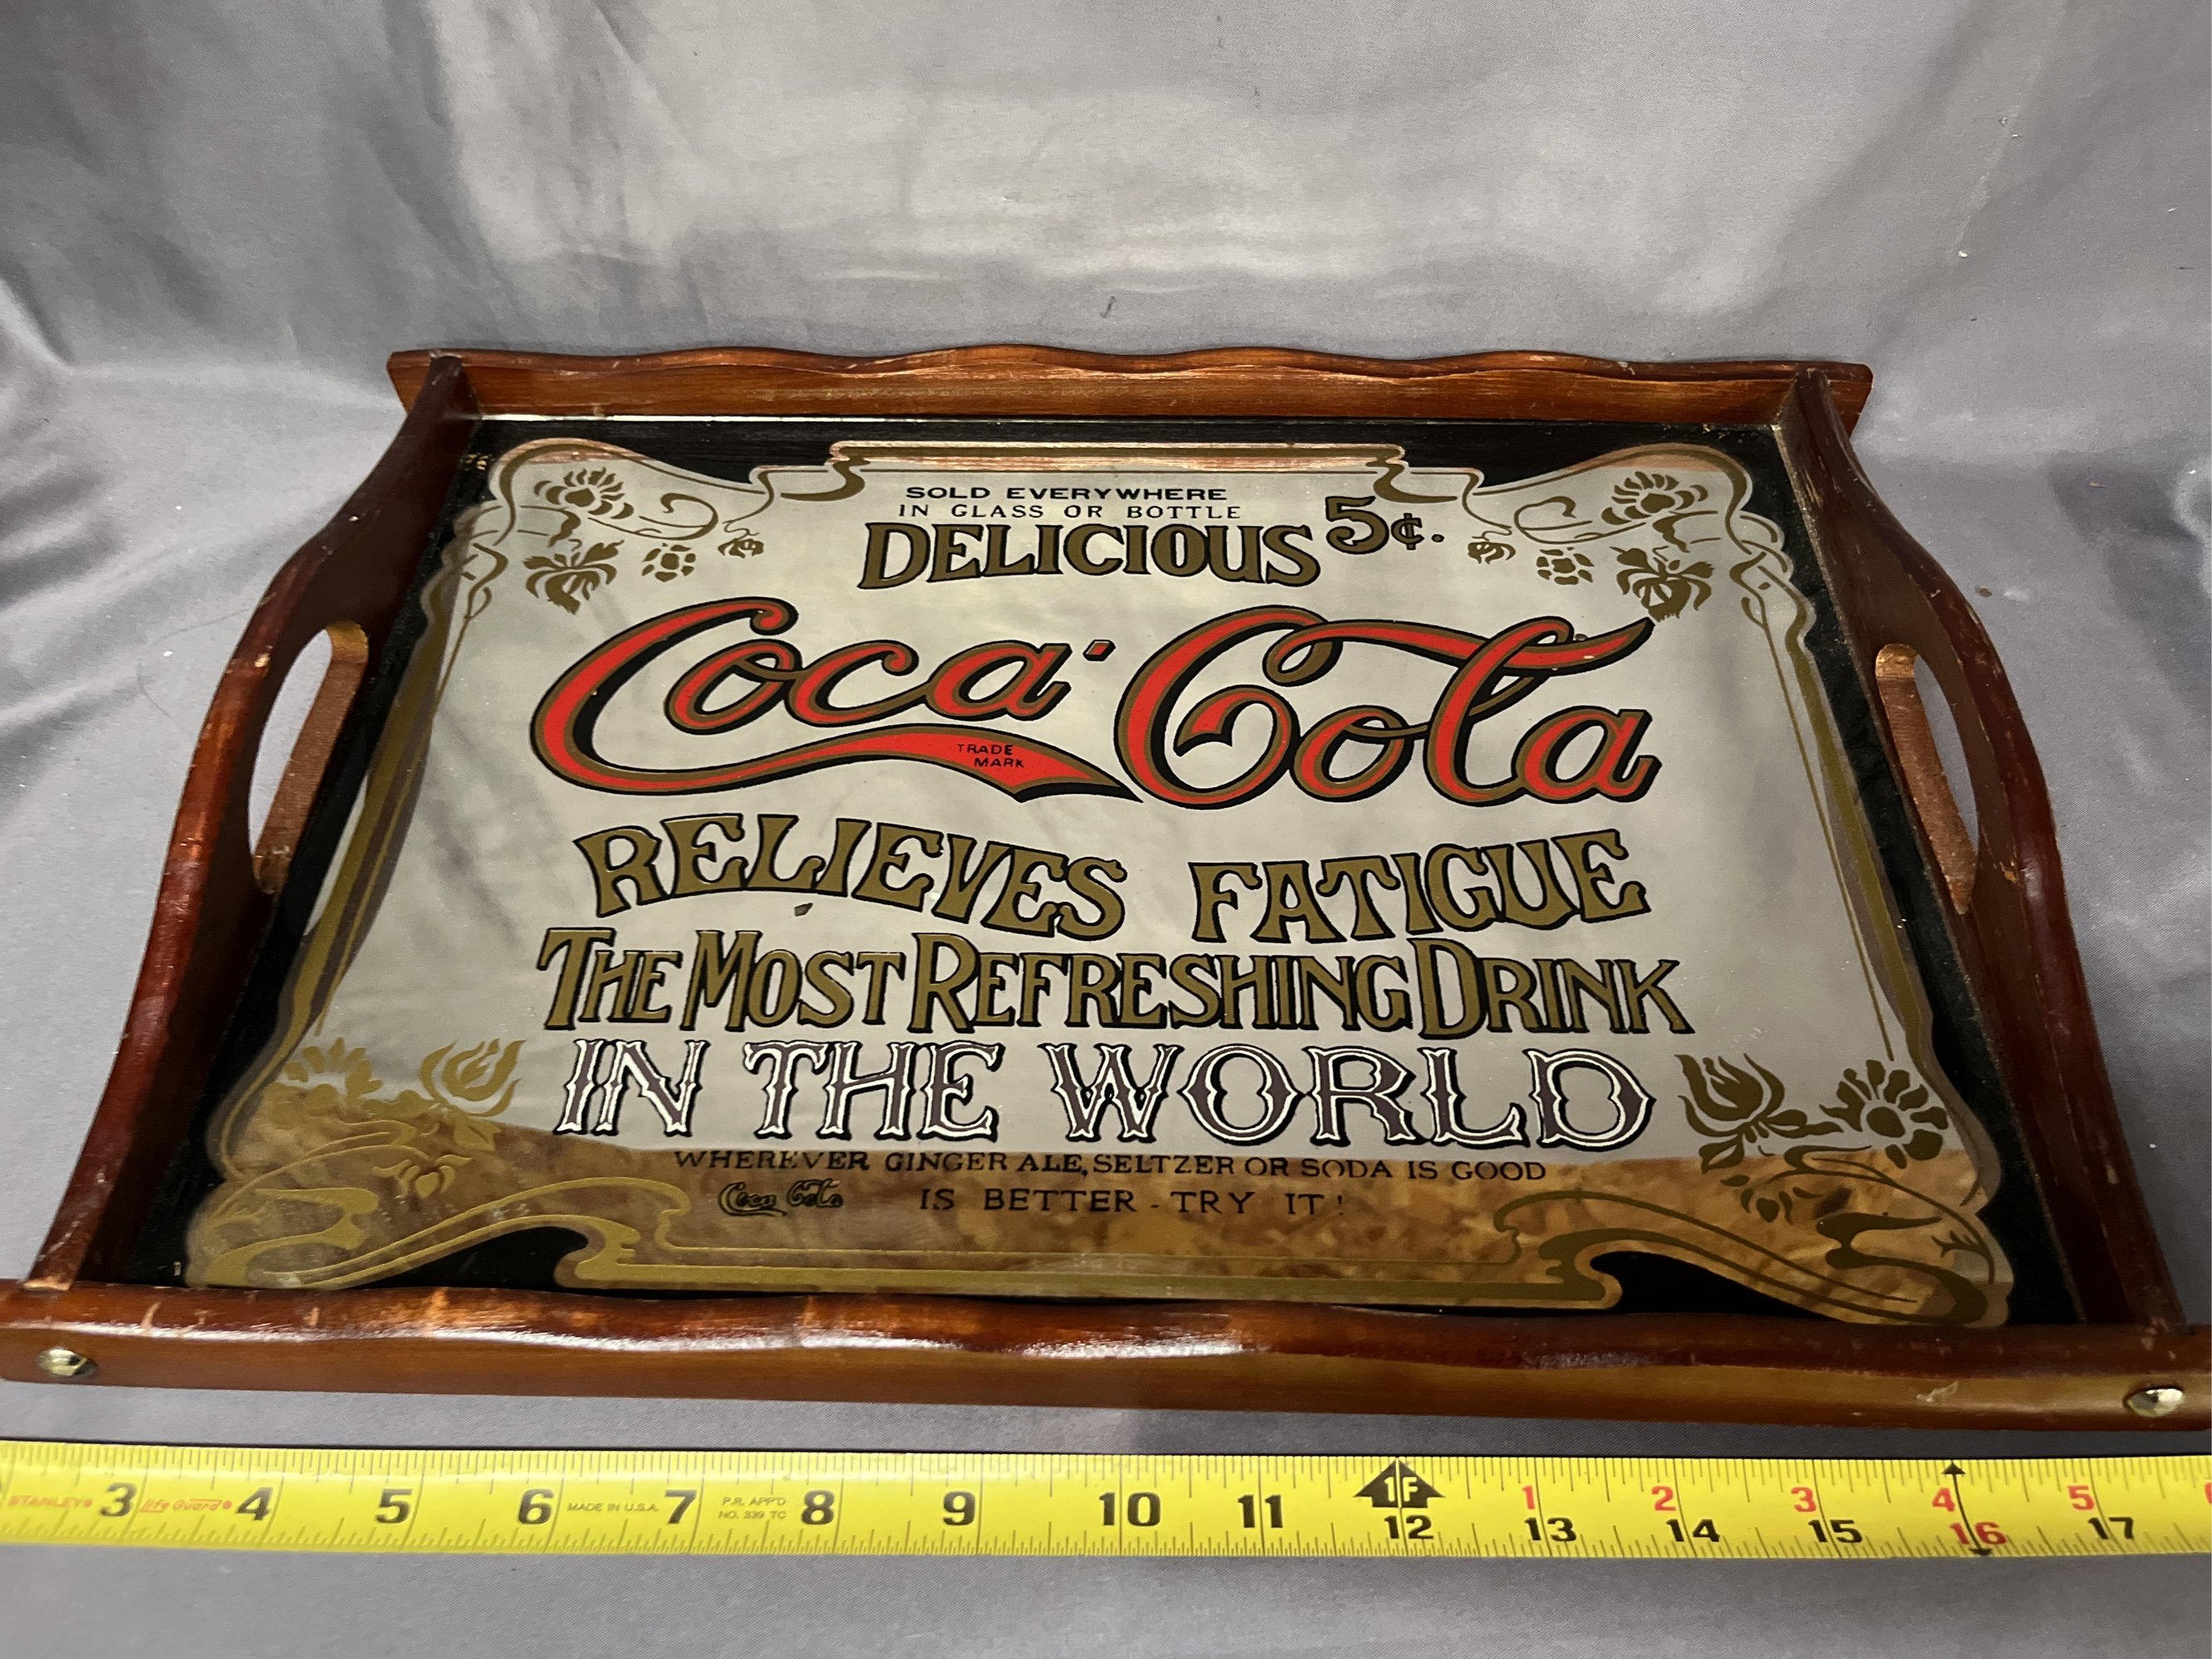 SOLD EVERYWHERE
IN GLASS OR BOTTLE
DELICIOUS 5¢.
Coca-Cola
TRADE
MARK
RELIEVES FATIGUE
THE MOST REFRESHING DRINK
IN THE WORLD
WHEREVER GINGER ALE, SELTZER OR SODA IS GOOD
Coca Cola IS BETTER - TRY IT!
1F 1 2 3 4 5
STANLEY® 3 Life Guard® 4 5 6 MADE IN U.S.A. 7 P.R. APP'D 8 9 10 11 12 13 14 15 16 17
NO. 339 TC